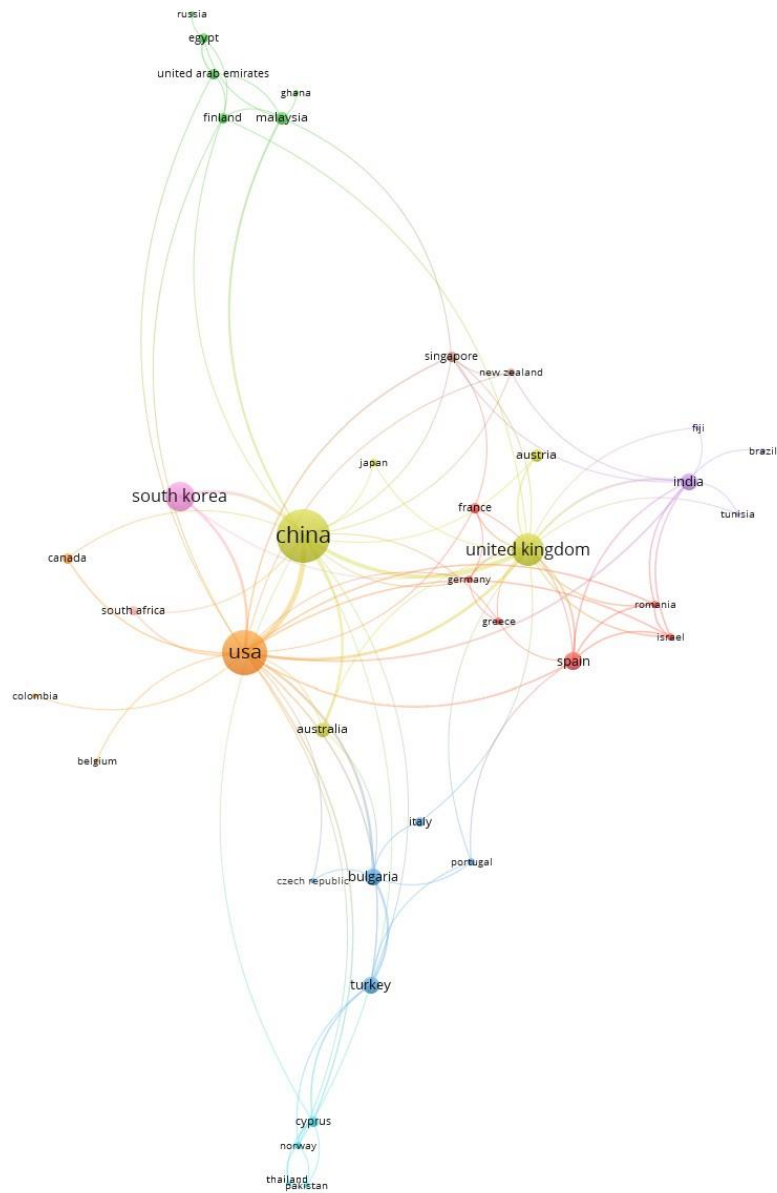 russia
egypt
united arab emirates
ghana
finland
malaysia
singapore
new zealand
fiji
brazil
japan
austria
india
south korea
france
tunisia
china
united kingdom
canada
germany
south africa
romania
greece
israel
usa
spain
colombia
australia
belgium
italy
portugal
czech republic
bulgaria
turkey
cyprus
norway
thailand
pakistan